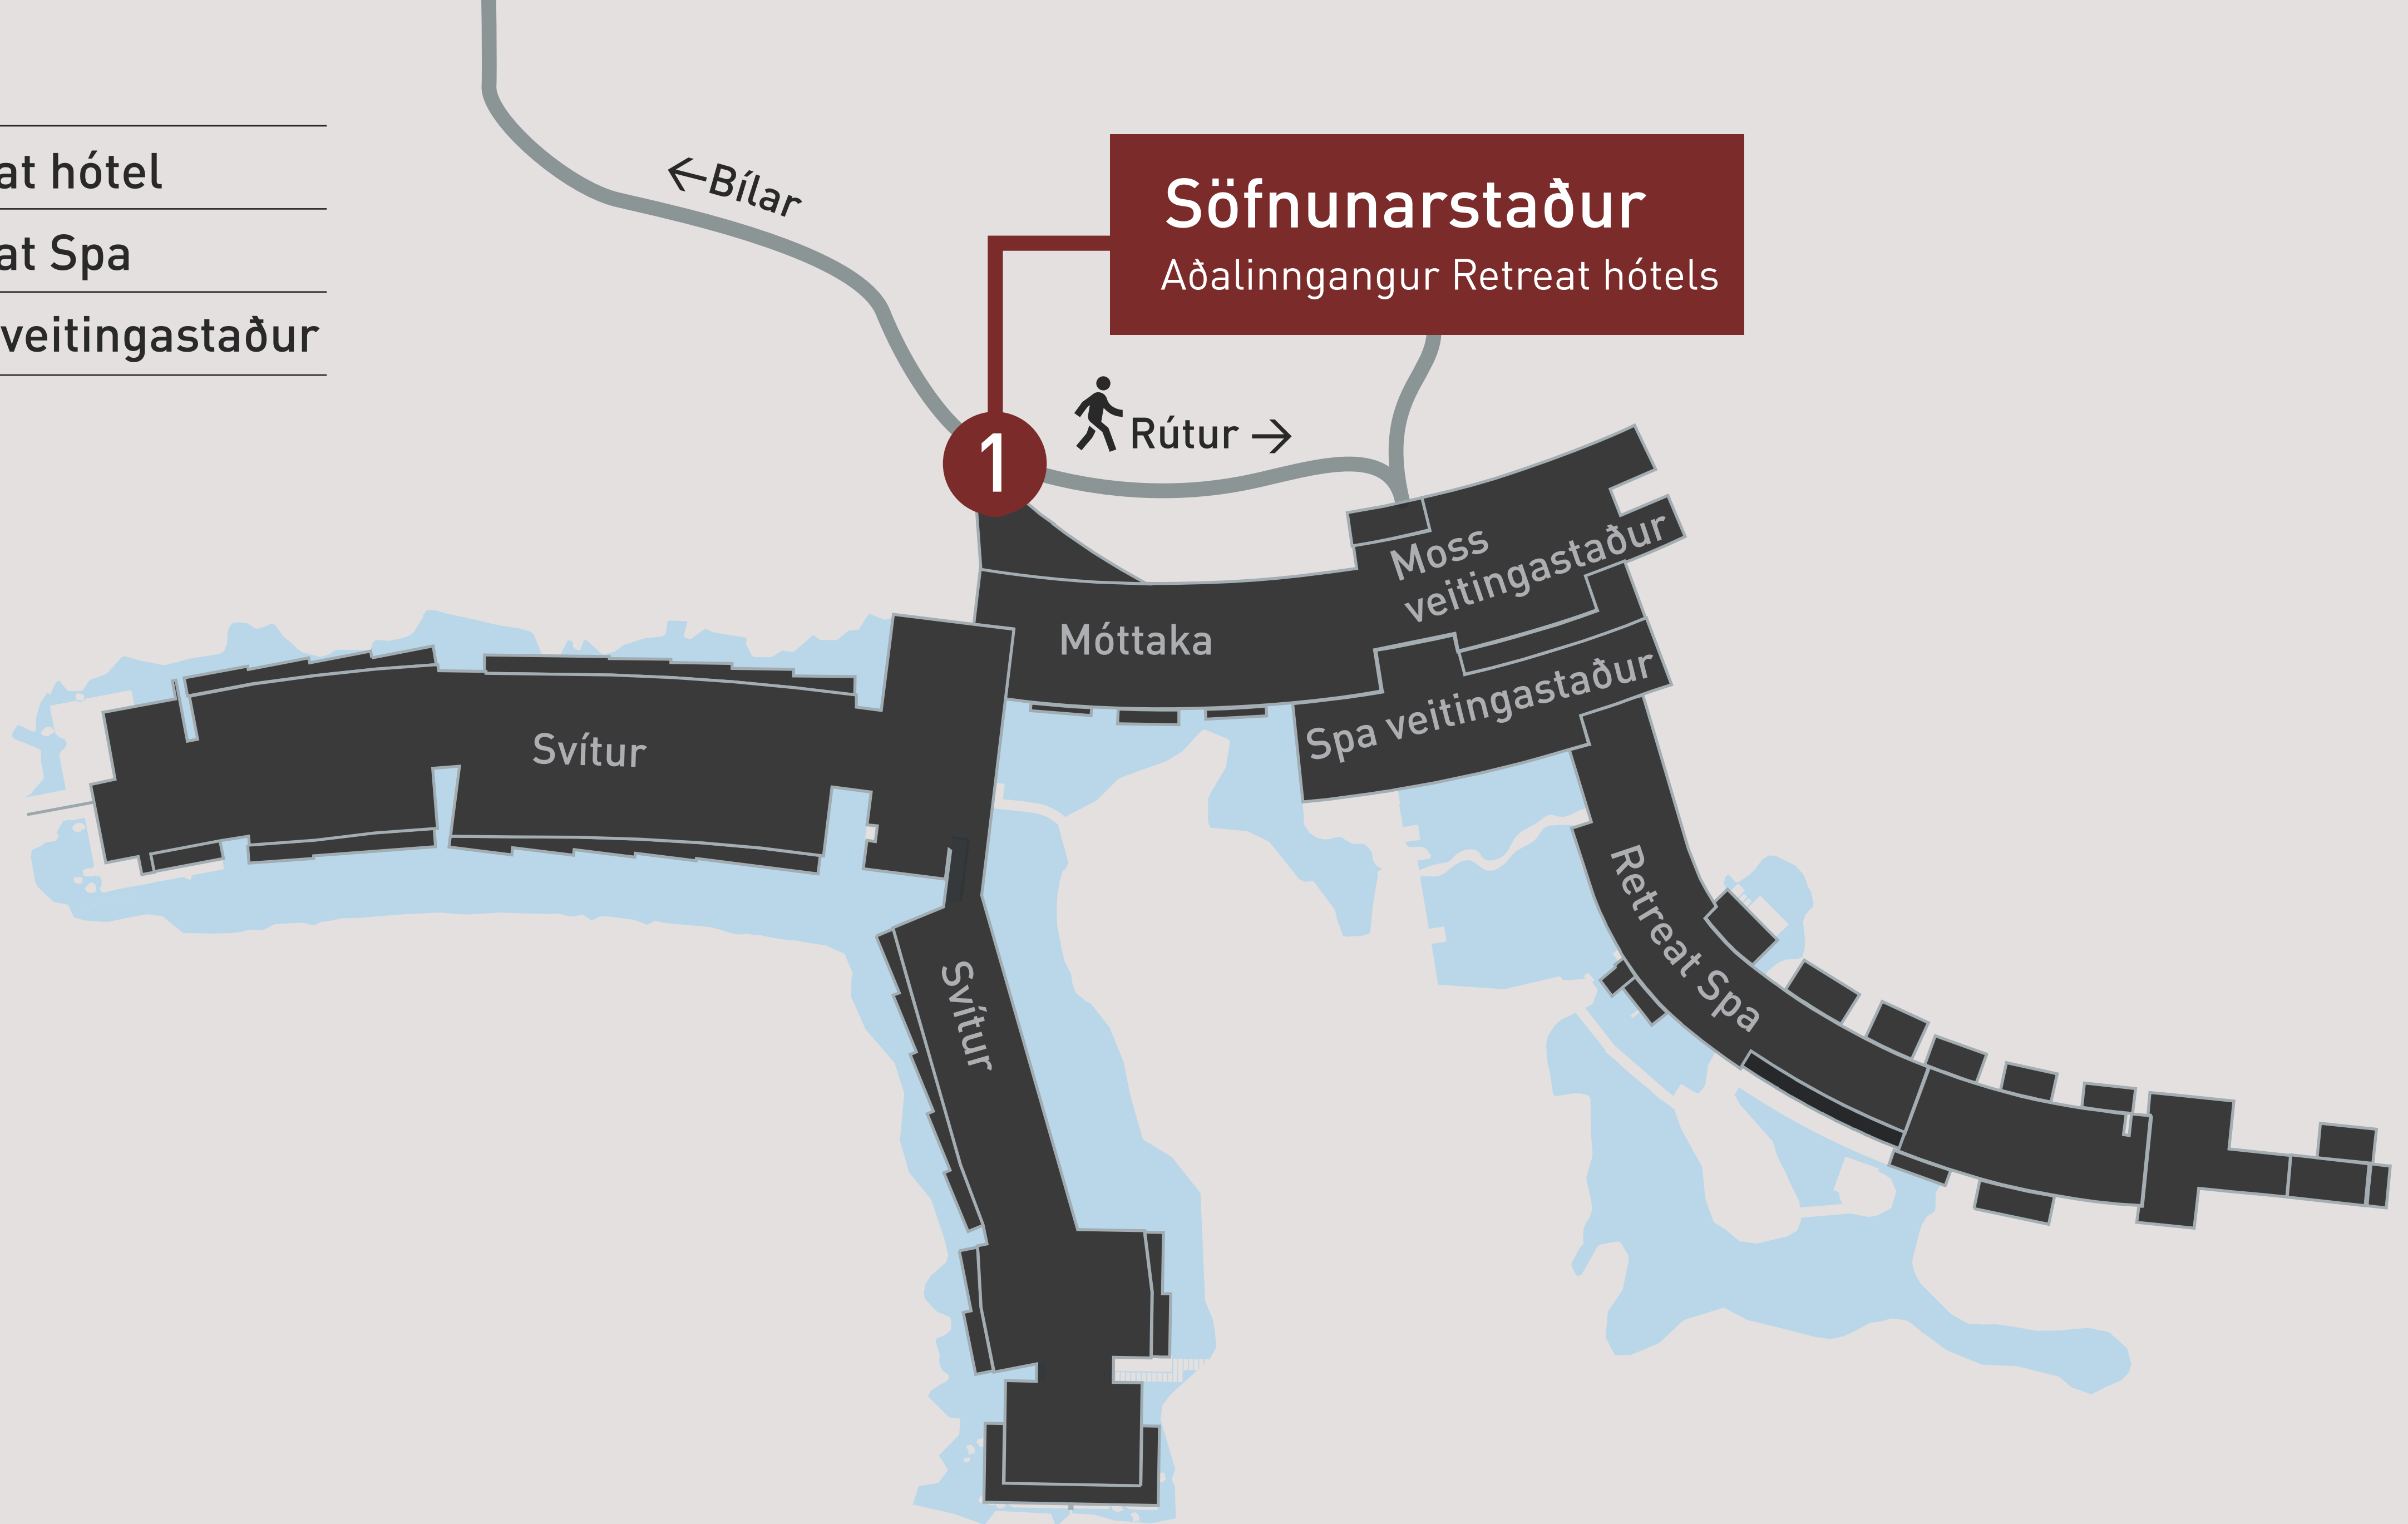 at hótel
at Spa
veitingastaður
←Bílar
Söfnunarstaður
Aðalinngangur Retreat hótels
1
Rútur →
Moss
veitingastaður
Móttaka
Spa veitingastaður
Svítur
Svítur
Retreat Spa